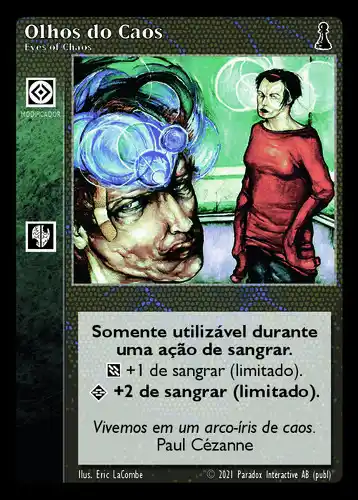 Olhos do Caos
Eyes of Chaos
MODIFICADOR
Somente utilizável durante
uma ação de sangrar.
+1 de sangrar (limitado).
+2 de sangrar (limitado).
Vivemos em um arco-íris de caos.
Paul Cézanne
Ilus. Eric LaCombe
© 2021 Paradox Interactive AB (publ)